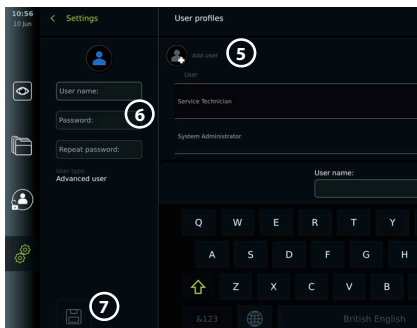 10:56
10 Jun
Settings
User profiles
Add user
5
User
User name:
Service Technician
Password:
6
System Administrator
Repeat password:
User type:
Advanced user
User name:
Q W E R T Y
A S D F G H
Z X C V B
7
&123
British English